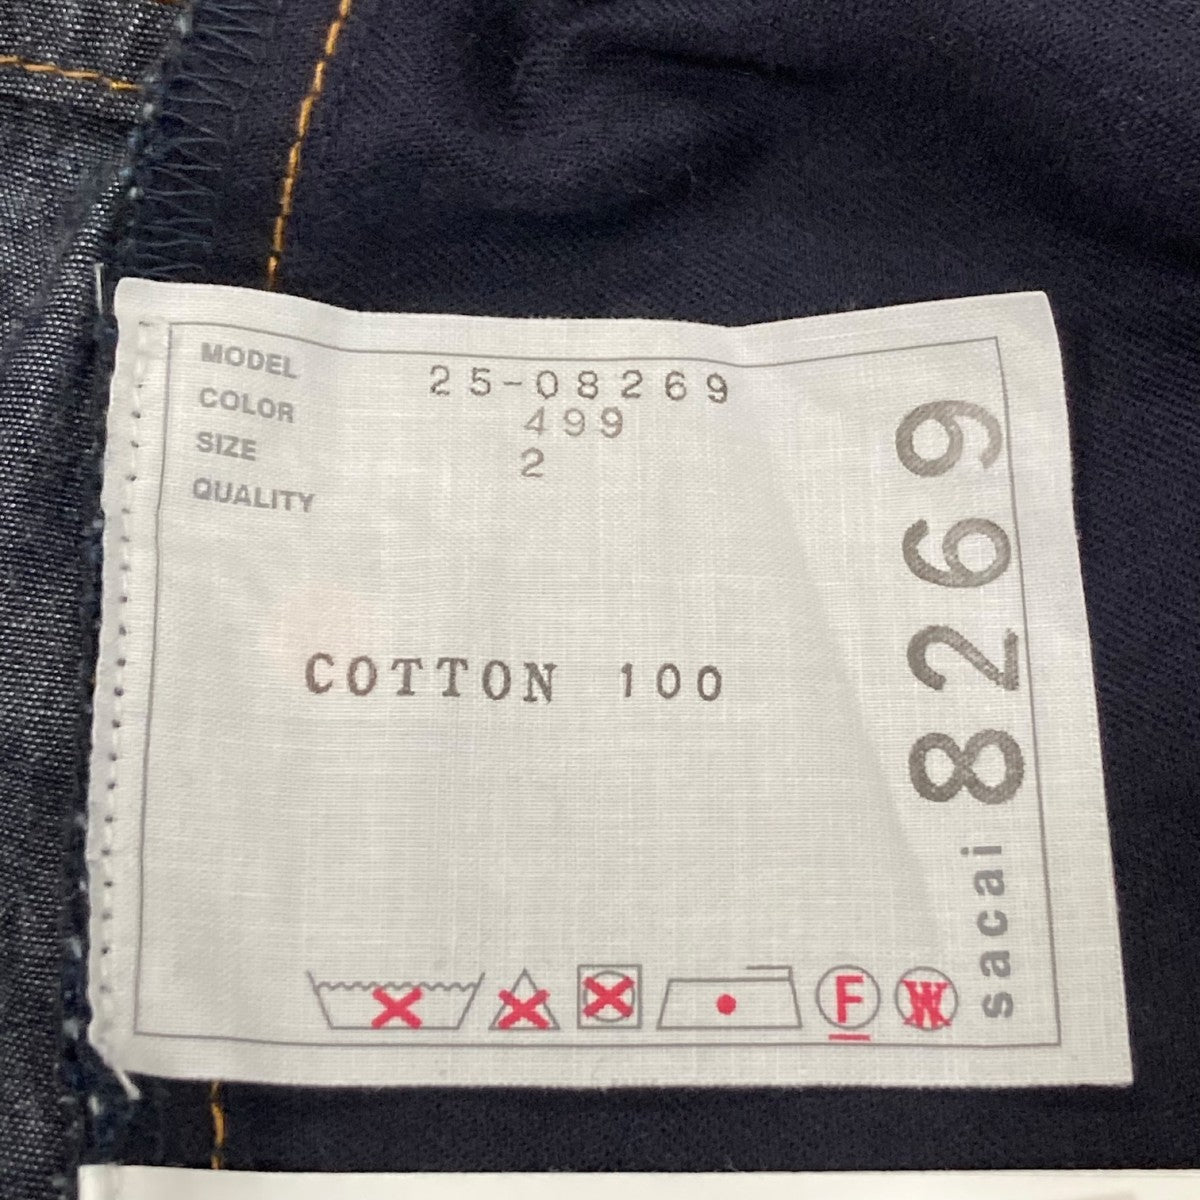 MODEL 25-08269
COLOR 499
SIZE 2
QUALITY
COTTON 100
sacai 8269
F
W